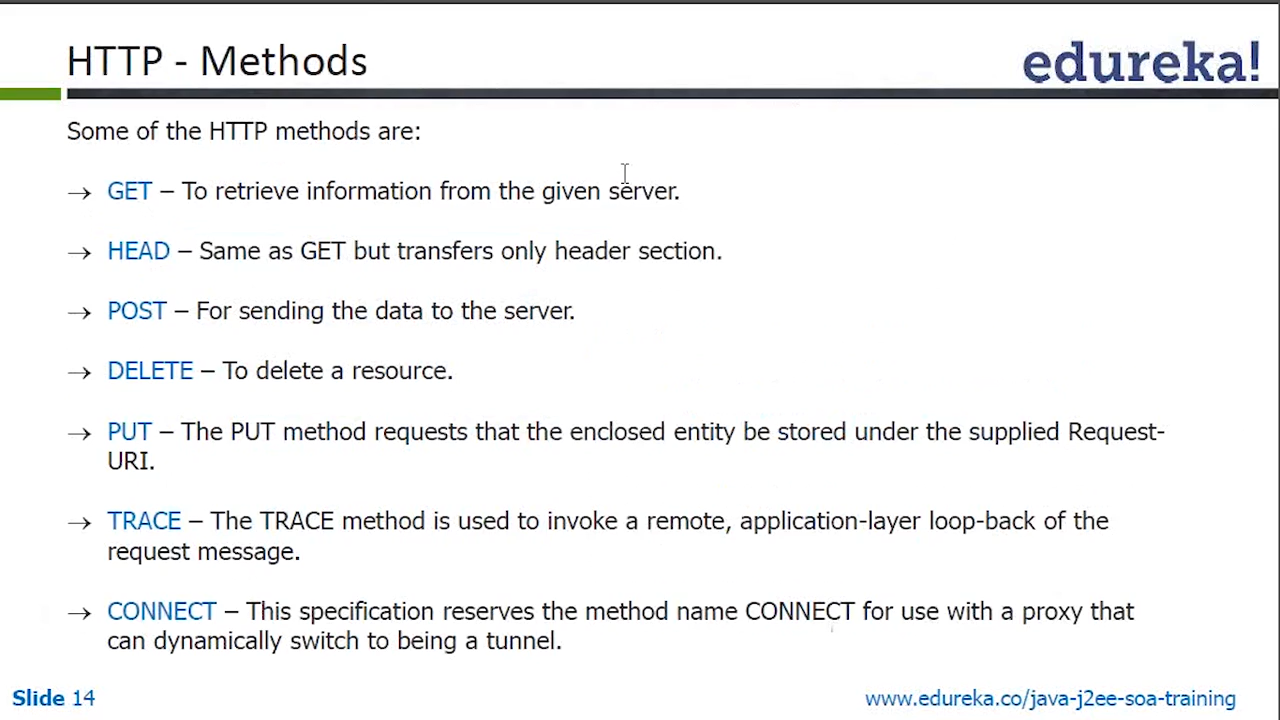 HTTP - Methods
edureka!
Some of the HTTP methods are:
→ GET – To retrieve information from the given server.
→ HEAD – Same as GET but transfers only header section.
→ POST – For sending the data to the server.
→ DELETE – To delete a resource.
→ PUT – The PUT method requests that the enclosed entity be stored under the supplied Request-
URI.
→ TRACE – The TRACE method is used to invoke a remote, application-layer loop-back of the
request message.
→ CONNECT – This specification reserves the method name CONNECT for use with a proxy that
can dynamically switch to being a tunnel.
Slide 14
www.edureka.co/java-j2ee-soa-training